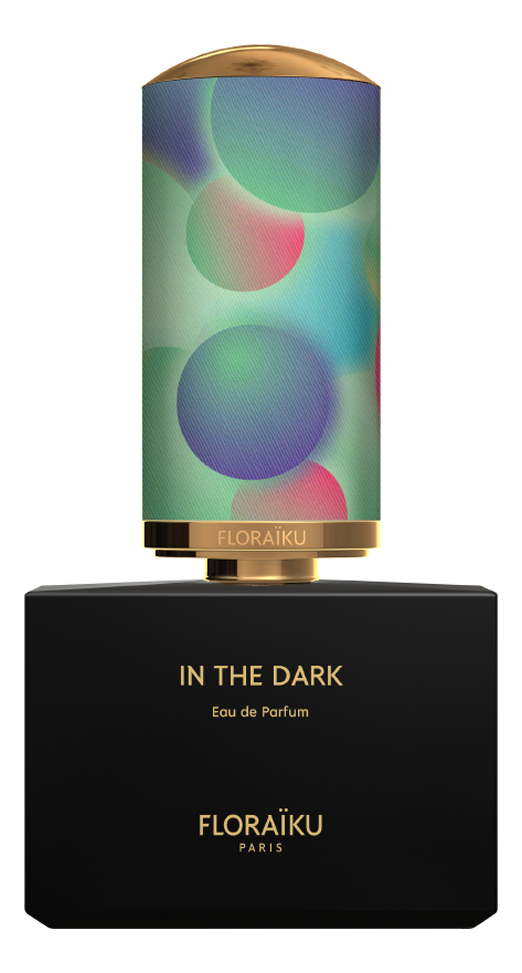 FLORAÏKU
IN THE DARK
Eau de Parfum
FLORAÏKU
PARIS